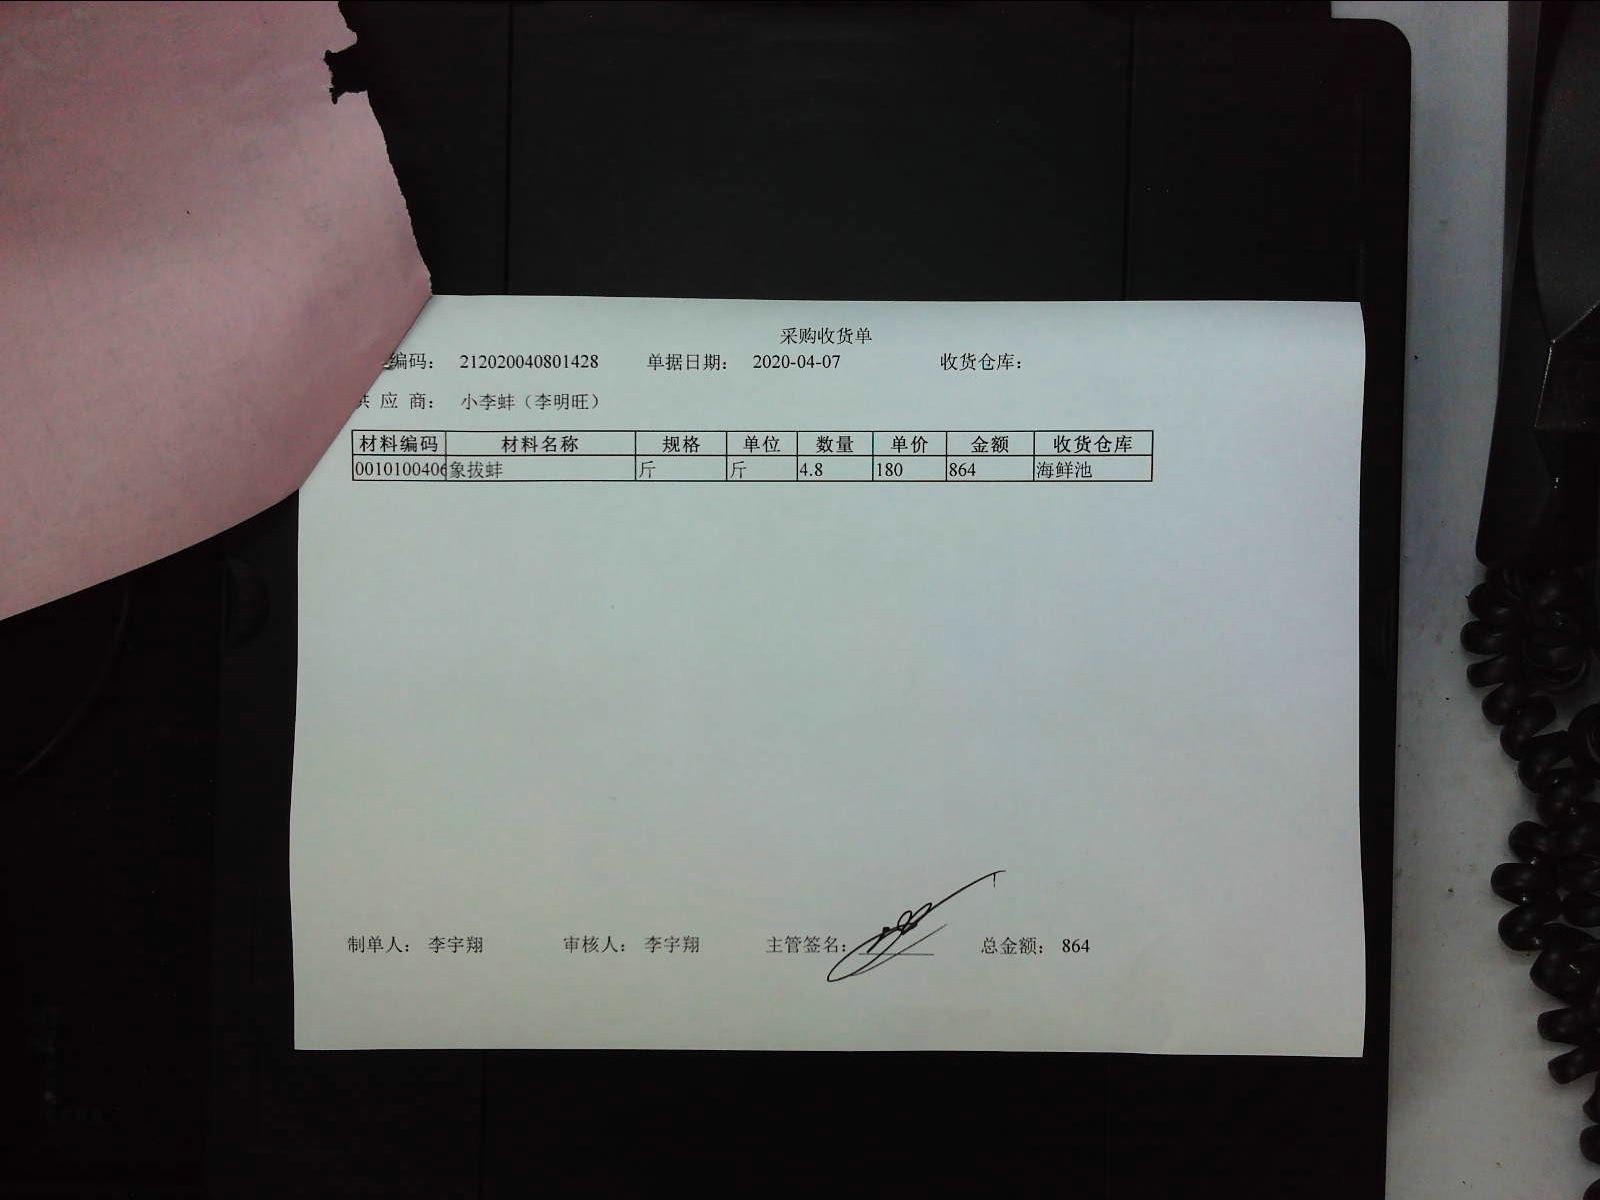 采购收货单
编码： 212020040801428 单据日期： 2020-04-07 收货仓库：
供 应 商： 小李蚌（李明旺）
材料编码 材料名称 规格 单位 数量 单价 金额 收货仓库
0010100406 象拔蚌 斤 斤 4.8 180 864 海鲜池
制单人： 李宇翔 审核人： 李宇翔 主管签名： 总金额： 864